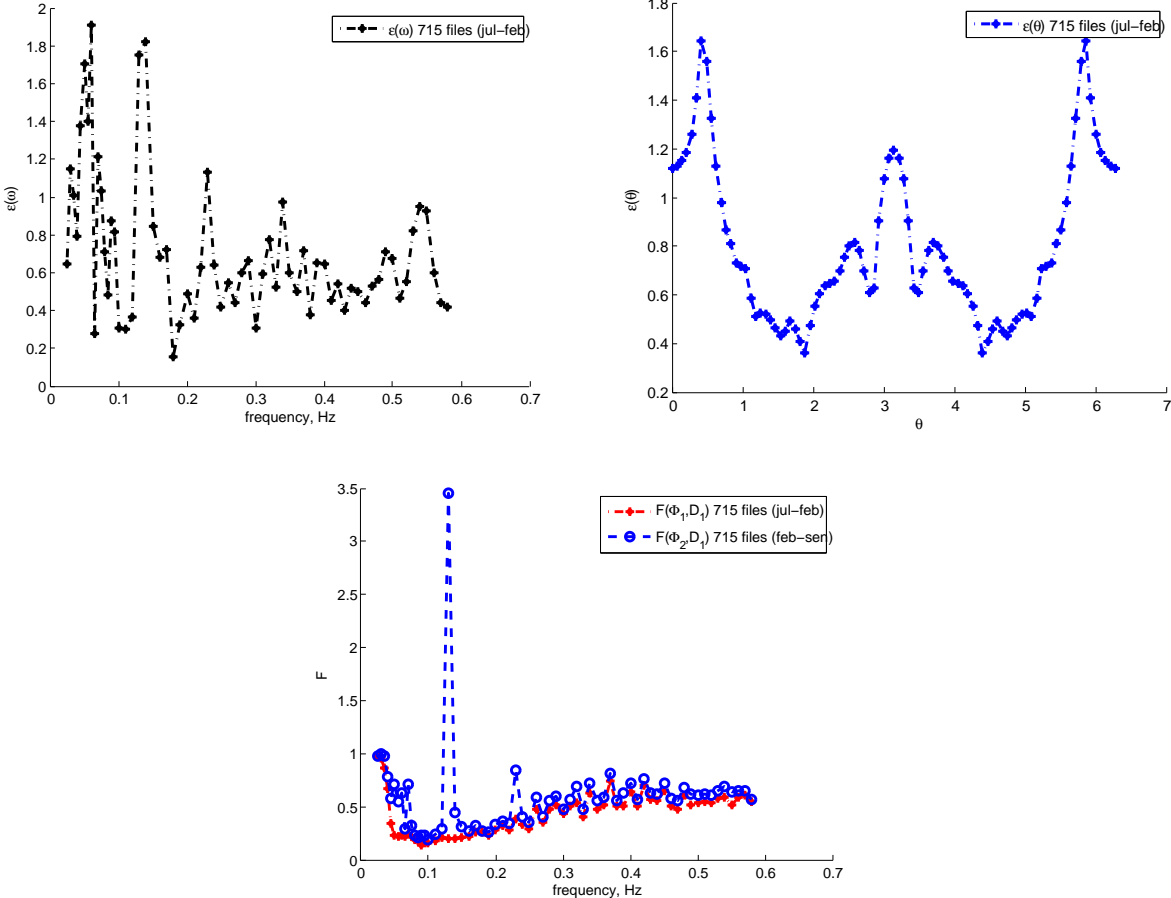 2
1.8
1.6
1.4
1.2
1
0.8
0.6
0.4
0.2
0
ε(ω)
ε(ω) 715 files (jul−feb)
0.1 0.2 0.3 0.4 0.5 0.6 0.7
frequency, Hz
1.8
1.6
1.4
1.2
1
0.8
0.6
0.4
0.2
ε(θ)
ε(θ) 715 files (jul−feb)
0 1 2 3 4 5 6 7
θ
3.5
3
2.5
2
1.5
1
0.5
0
F
F(Φ1,D1) 715 files (jul−feb)
F(Φ2,D1) 715 files (feb−sen)
0 0.1 0.2 0.3 0.4 0.5 0.6 0.7
frequency, Hz